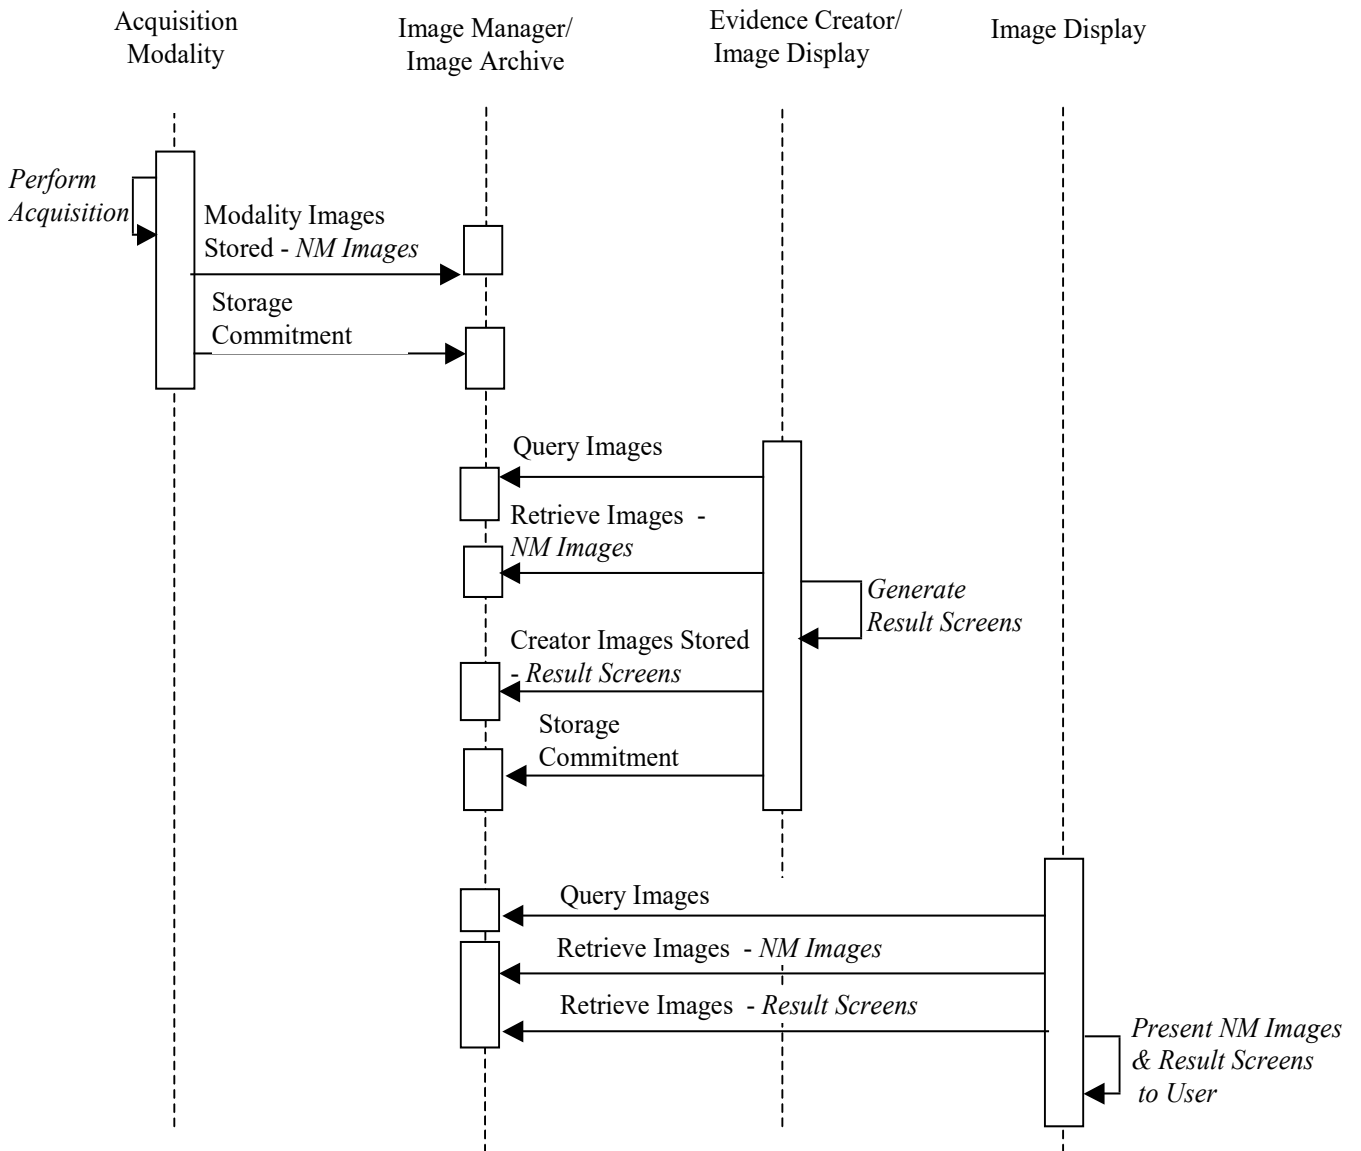 Acquisition
Modality
Image Manager/
Image Archive
Evidence Creator/
Image Display
Image Display
Perform
Acquisition
Modality Images
Stored - NM Images
Storage
Commitment
Query Images
Retrieve Images -
NM Images
Generate
Result Screens
Creator Images Stored
- Result Screens
Storage
Commitment
Query Images
Retrieve Images - NM Images
Retrieve Images - Result Screens
Present NM Images
& Result Screens
to User